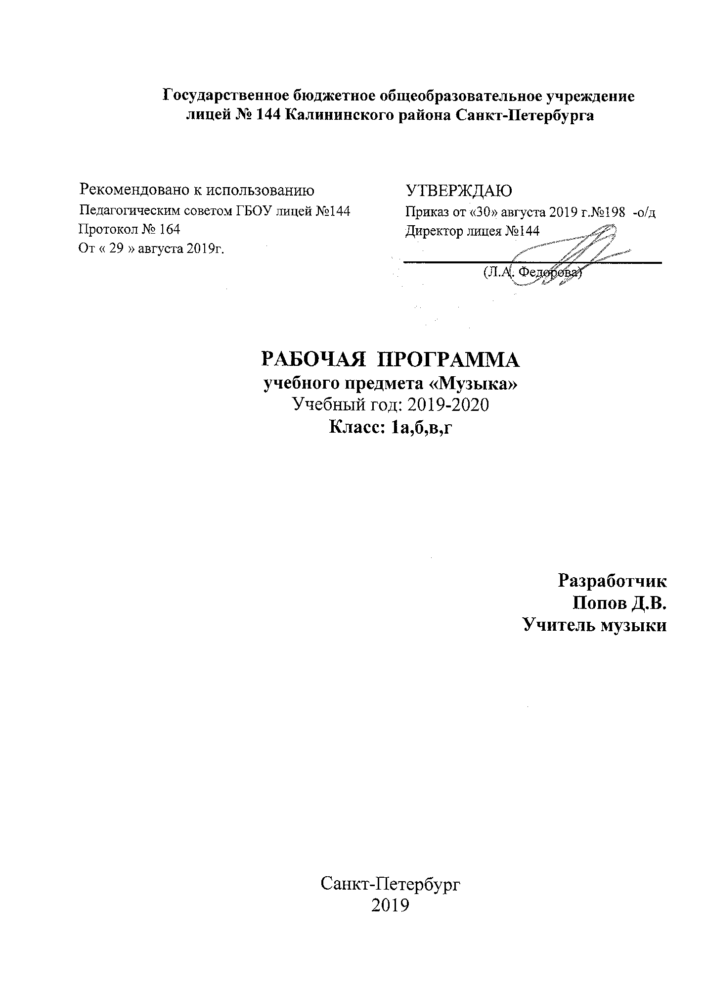 Государственное бюджетное общеобразовательное учреждение
лицей № 144 Калининского района Санкт-Петербурга
Рекомендовано к использованию
Педагогическим советом ГБОУ лицей №144
Протокол № 164
От « 29 » августа 2019г.
УТВЕРЖДАЮ
Приказ от «30» августа 2019 г.№198 -о/д
Директор лицея №144
(Л.А. Федорова)
РАБОЧАЯ ПРОГРАММА
учебного предмета «Музыка»
Учебный год: 2019-2020
Класс: 1а,б,в,г
Разработчик
Попов Д.В.
Учитель музыки
Санкт-Петербург
2019